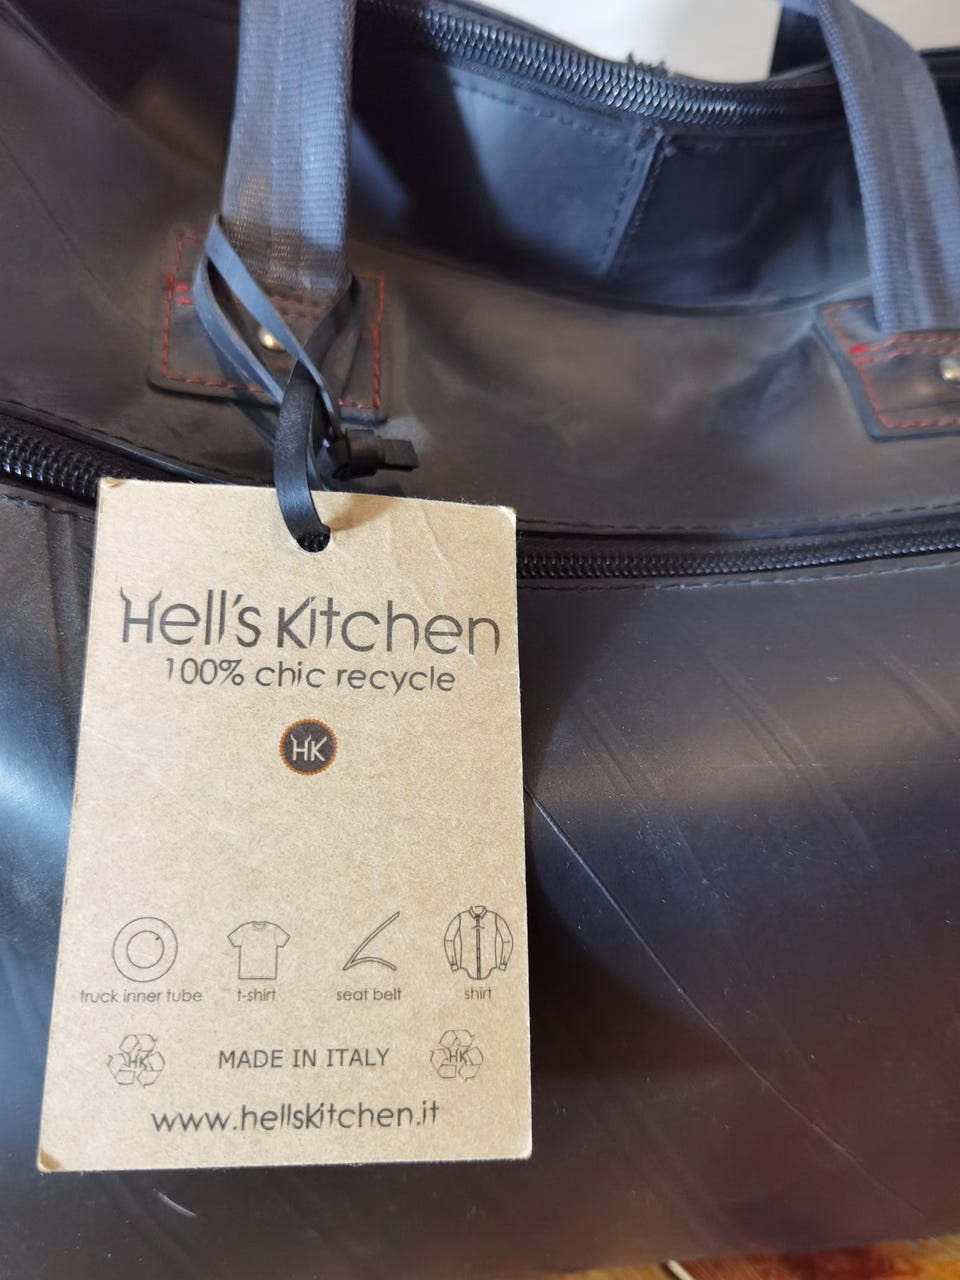 Hell's Kitchen
100% chic recycle
HK
truck inner tube t-shirt seat belt shirt
HK MADE IN ITALY HK
www.hellskitchen.it